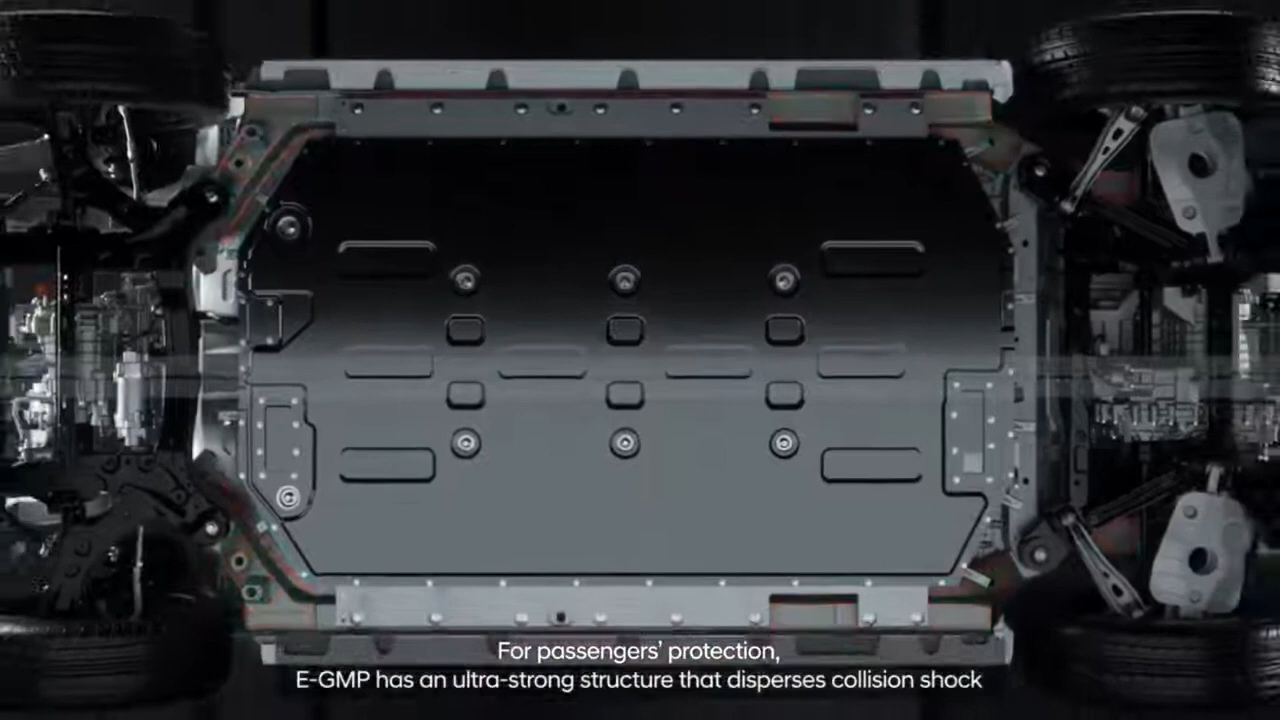 For passengers’ protection,
E-GMP has an ultra-strong structure that disperses collision shock